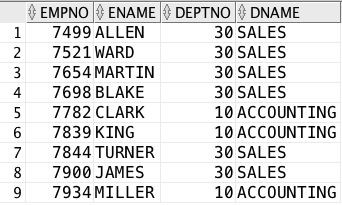 EMPNO ENAME DEPTNO DNAME
1 7499 ALLEN 30 SALES
2 7521 WARD 30 SALES
3 7654 MARTIN 30 SALES
4 7698 BLAKE 30 SALES
5 7782 CLARK 10 ACCOUNTING
6 7839 KING 10 ACCOUNTING
7 7844 TURNER 30 SALES
8 7900 JAMES 30 SALES
9 7934 MILLER 10 ACCOUNTING